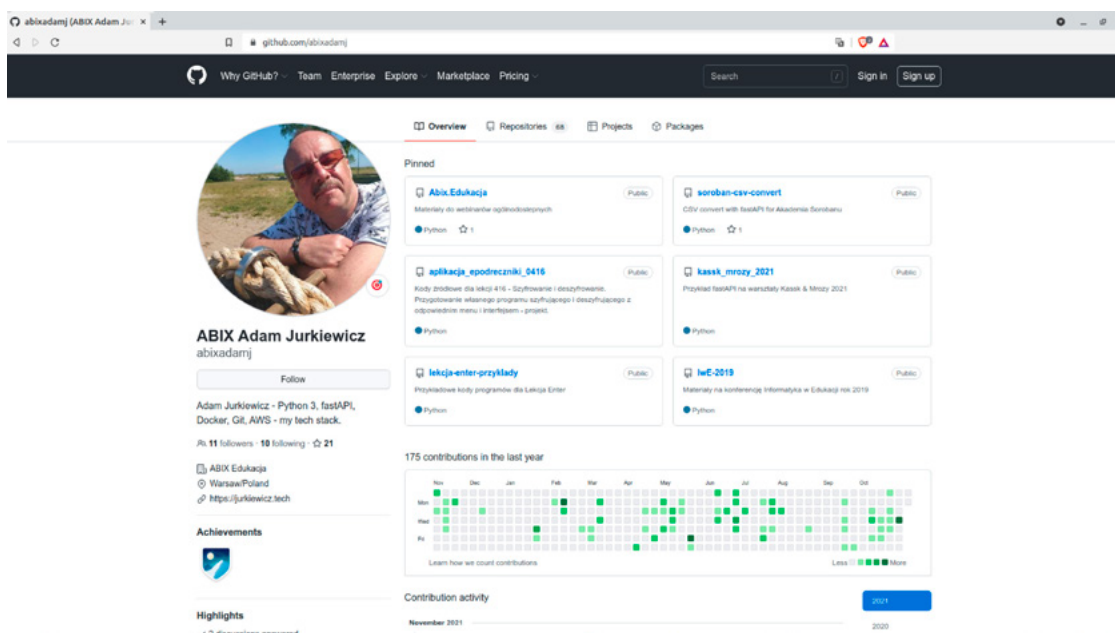 abixadamj (ABIX Adam Jur
github.com/abixadamj
Why GitHub? Team Enterprise Explore Marketplace Pricing Search / Sign in Sign up
Overview Repositories 68 Projects Packages
Pinned
Abix.Edukacja Public
Materiały do webinarów ogólnodostępnych
Python 1
soroban-csv-convert Public
CSV convert with fastAPI for Akademia Sorobanu
Python 1
aplikacja_epodreczniki_0416 Public
Kody źródłowe dla lekcji 416 - Szyfrowanie i deszyfrowanie.
Przygotowanie własnego programu szyfrującego i deszyfrującego z
odpowiednim menu i interfejsem - projekt.
Python
kassk_mrozy_2021 Public
Przykład fastAPI na warsztaty Kassk & Mrozy 2021
Python
lekcja-enter-przyklady Public
Przykładowe kody programów dla Lekcja Enter
Python
IwE-2019 Public
Materiały na konferencję Informatyka w Edukacji rok 2019
Python
ABIX Adam Jurkiewicz
abixadamj
Follow
Adam Jurkiewicz - Python 3, fastAPI,
Docker, Git, AWS - my tech stack.
11 followers · 10 following · 21
ABIX Edukacja
Warsaw/Poland
https://jurkiewicz.tech
Achievements
Highlights
175 contributions in the last year
Nov Dec Jan Feb Mar Apr May Jun Jul Aug Sep Oct
Mon
Wed
Fri
Learn how we count contributions Less More
Contribution activity
2021
November 2021
2020